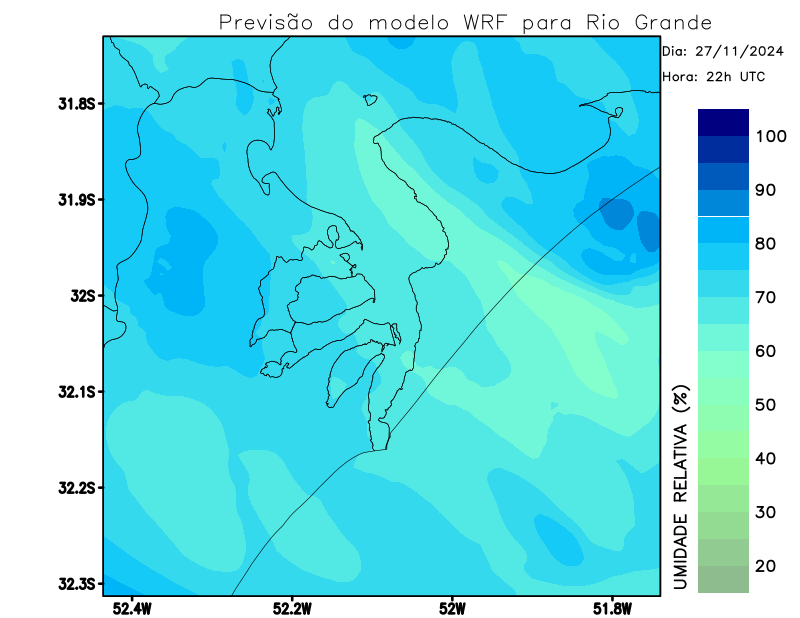 Previsão do modelo WRF para Rio Grande
Dia: 27/11/2024
Hora: 22h UTC
31.8S
31.9S
32S
32.1S
32.2S
32.3S
52.4W
52.2W
52W
51.8W
100
90
80
70
60
50
40
30
20
UMIDADE RELATIVA (%)